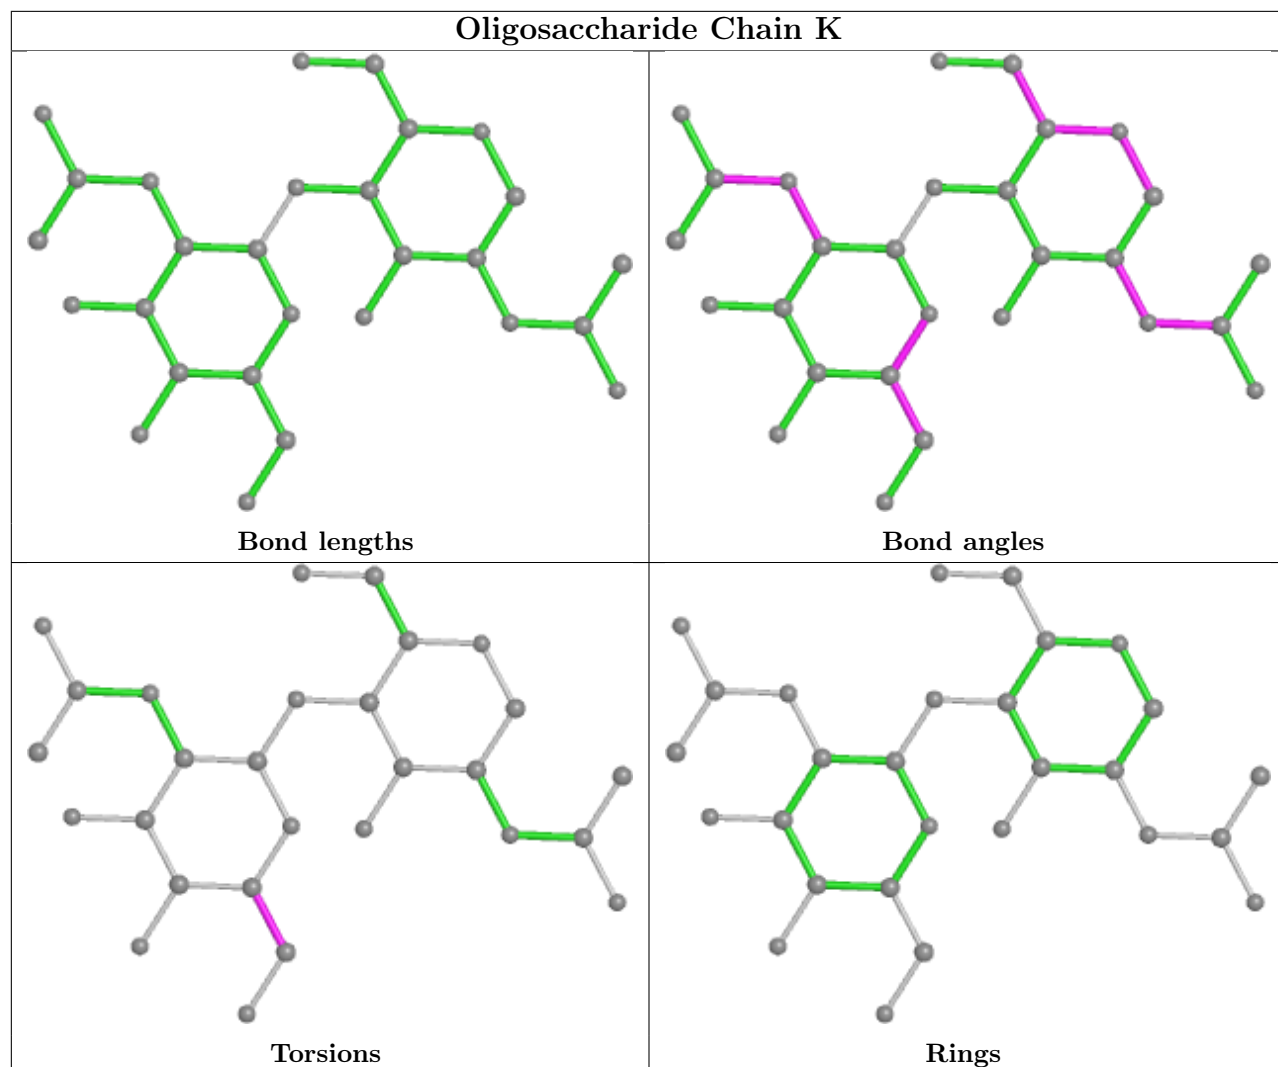 Oligosaccharide Chain K
Bond lengths
Bond angles
Torsions
Rings